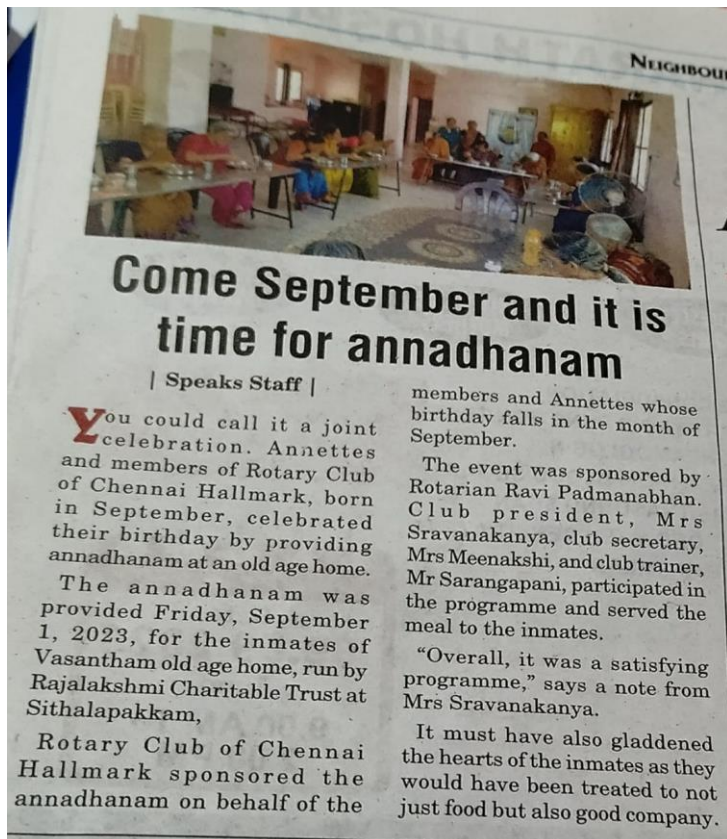 NEIGHBOU
Come September and it is
time for annadhanam
| Speaks Staff |
You could call it a joint
celebration. Annettes
and members of Rotary Club
of Chennai Hallmark, born
in September, celebrated
their birthday by providing
annadhanam at an old age home.
The annadhanam was
provided Friday, September
1, 2023, for the inmates of
Vasantham old age home, run by
Rajalakshmi Charitable Trust at
Sithalapakkam,
Rotary Club of Chennai
Hallmark sponsored the
annadhanam on behalf of the
members and Annettes whose
birthday falls in the month of
September.
The event was sponsored by
Rotarian Ravi Padmanabhan.
Club president, Mrs
Sravanakanya, club secretary,
Mrs Meenakshi, and club trainer,
Mr Sarangapani, participated in
the programme and served the
meal to the inmates.
“Overall, it was a satisfying
programme,” says a note from
Mrs Sravanakanya.
It must have also gladdened
the hearts of the inmates as they
would have been treated to not
just food but also good company.